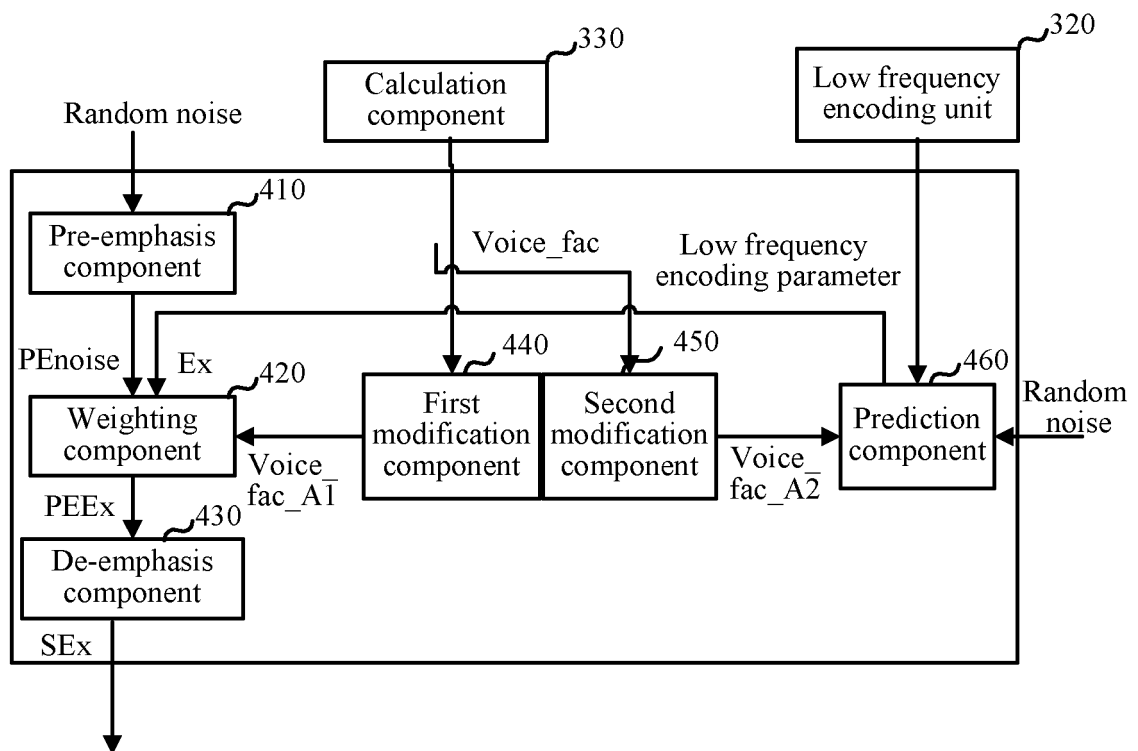 330
320
Calculation
component
Low frequency
encoding unit
Random noise
410
Pre-emphasis
component
Voice_fac
Low frequency
encoding parameter
PEnoise
Ex
420
440
450
460
Weighting
component
First
modification
component
Second
modification
component
Prediction
component
Random
noise
Voice_
fac_A1
Voice_
fac_A2
PEEx
430
De-emphasis
component
SEx